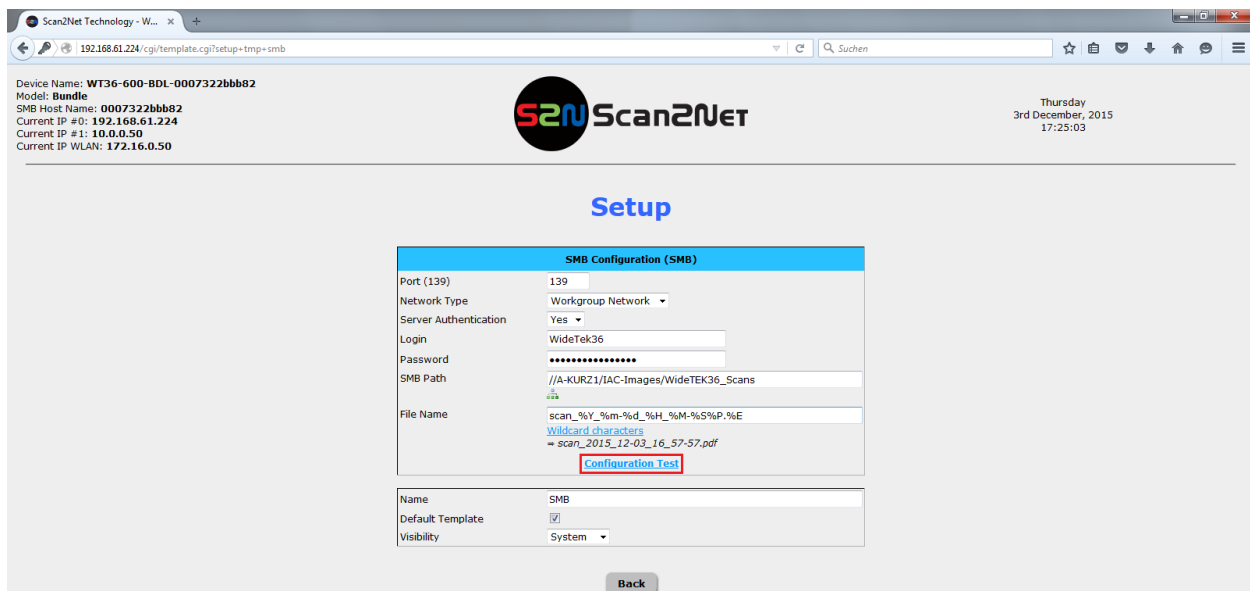 Scan2Net Technology - W... × +
192.168.61.224/cgi/template.cgi?setup+tmp+smb
Suchen
Device Name: WT36-600-BDL-0007322bbb82
Model: Bundle
SMB Host Name: 0007322bbb82
Current IP #0: 192.168.61.224
Current IP #1: 10.0.0.50
Current IP WLAN: 172.16.0.50
S2N Scan2Net
Thursday
3rd December, 2015
17:25:03
Setup
SMB Configuration (SMB)
Port (139) 139
Network Type Workgroup Network
Server Authentication Yes
Login WideTek36
Password ••••••••••••••••
SMB Path //A-KURZ1/IAC-Images/WideTEK36_Scans
File Name scan_%Y_%m-%d_%H_%M-%S%P.%E
Wildcard characters
⇒ scan_2015_12-03_16_57-57.pdf
Configuration Test
Name SMB
Default Template
Visibility System
Back